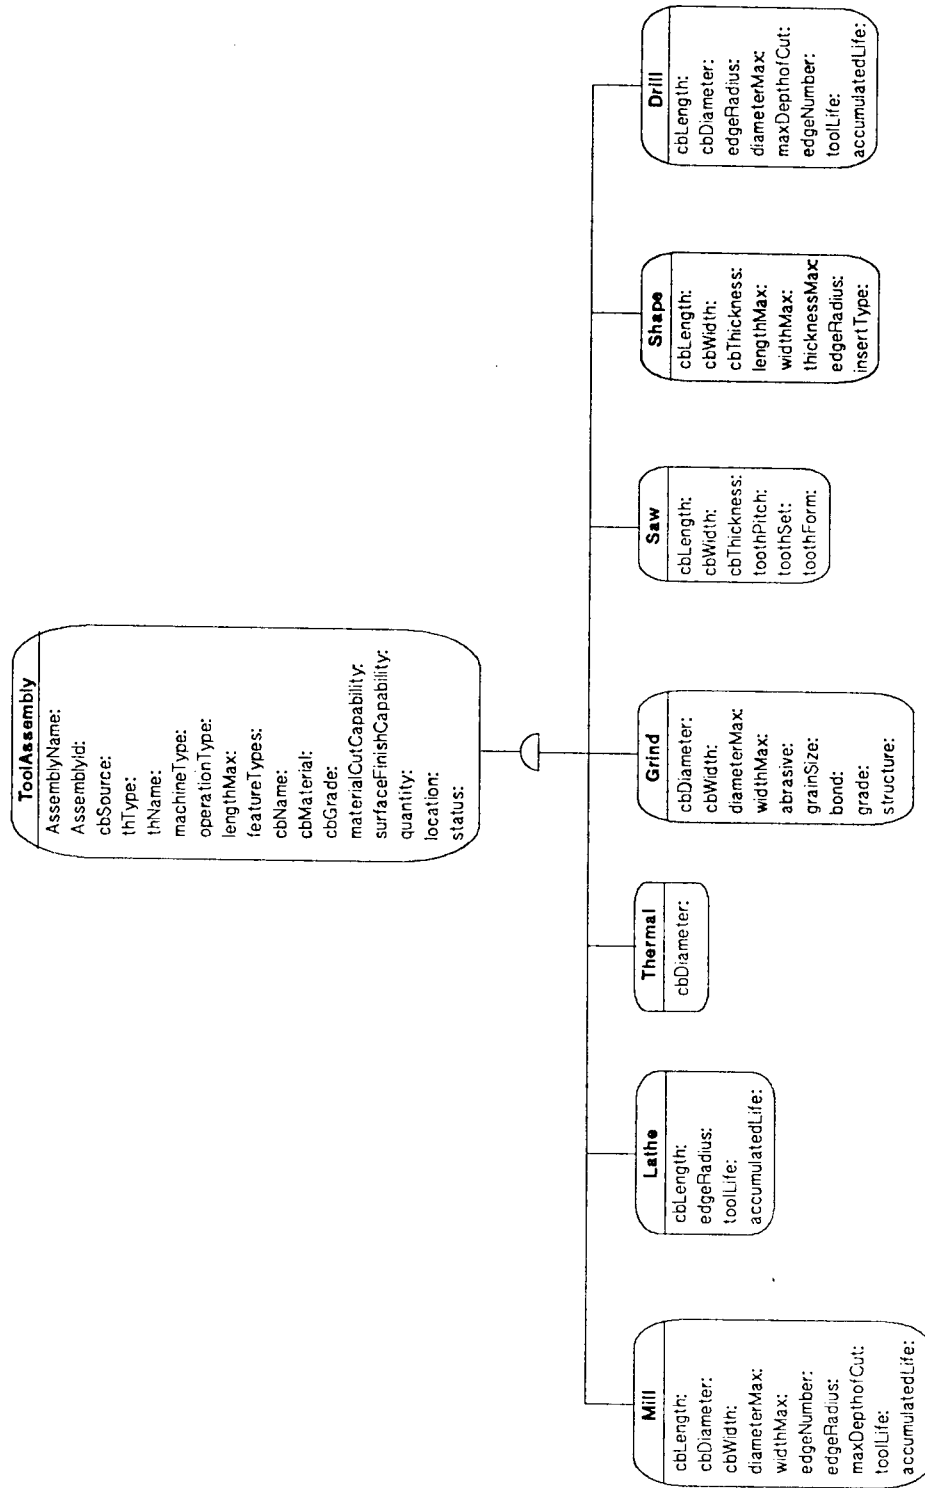 ToolAssembly
AssemblyName:
AssemblyId:
cbSource:
thType:
thName:
machineType:
operationType:
lengthMax:
featureTypes:
cbName:
cbMaterial:
cbGrade:
materialCutCapability:
surfaceFinishCapability:
quantity:
location:
status:
Mill
cbLength:
cbDiameter:
cbWidth:
diameterMax:
widthMax:
edgeNumber:
edgeRadius:
maxDepthofCut:
toolLife:
accumulatedLife:
Lathe
cbLength:
edgeRadius:
toolLife:
accumulatedLife:
Thermal
cbDiameter:
Grind
cbDiameter:
cbWidth:
diameterMax:
widthMax:
abrasive:
grainSize:
bond:
grade:
structure:
Saw
cbLength:
cbWidth:
cbThickness:
toothPitch:
toothSet:
toothForm:
Shape
cbLength:
cbWidth:
cbThickness:
lengthMax:
widthMax:
thicknessMax:
edgeRadius:
insertType:
Drill
cbLength:
cbDiameter:
edgeRadius:
diameterMax:
maxDepthofCut:
edgeNumber:
toolLife:
accumulatedLife: